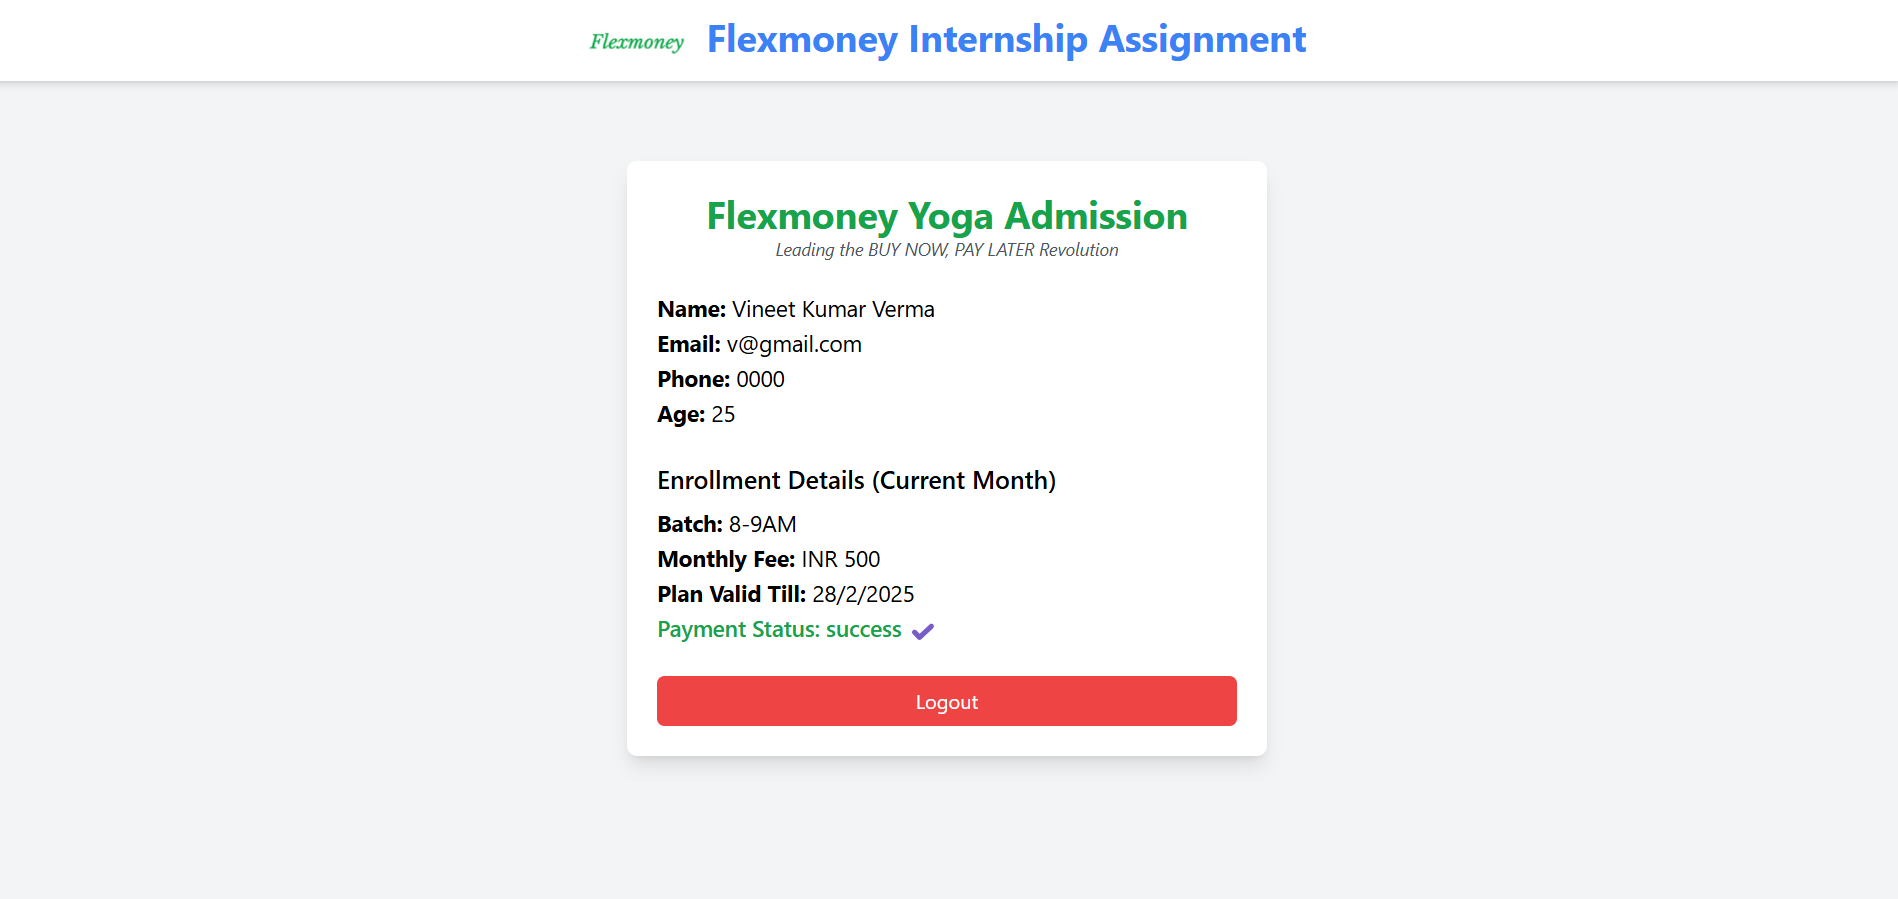 Flexmoney
Flexmoney Internship Assignment
Flexmoney Yoga Admission
Leading the BUY NOW, PAY LATER Revolution
Name: Vineet Kumar Verma
Email: v@gmail.com
Phone: 0000
Age: 25
Enrollment Details (Current Month)
Batch: 8-9AM
Monthly Fee: INR 500
Plan Valid Till: 28/2/2025
Payment Status: success ✔
Logout